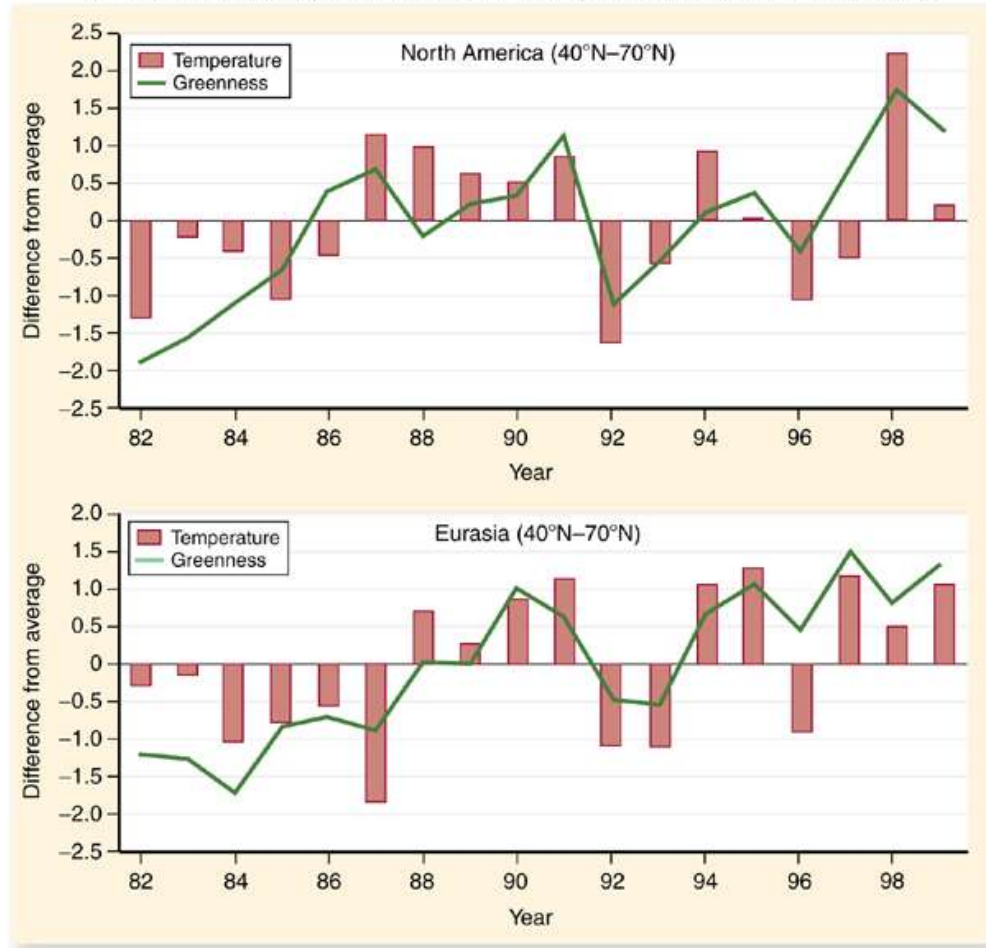 North America (40°N–70°N)
Temperature
Greenness
Difference from average
2.5
2.0
1.5
1.0
0.5
0
–0.5
–1.0
–1.5
–2.0
–2.5
82 84 86 88 90 92 94 96 98
Year
Eurasia (40°N–70°N)
Temperature
Greenness
Difference from average
2.0
1.5
1.0
0.5
0
–0.5
–1.0
–1.5
–2.0
–2.5
82 84 86 88 90 92 94 96 98
Year